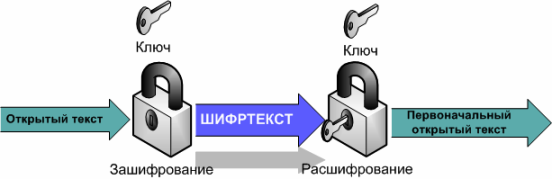 Ключ
Ключ
Открытый текст
ШИФРТЕКСТ
Первоначальный
открытый текст
Зашифрование
Расшифрование